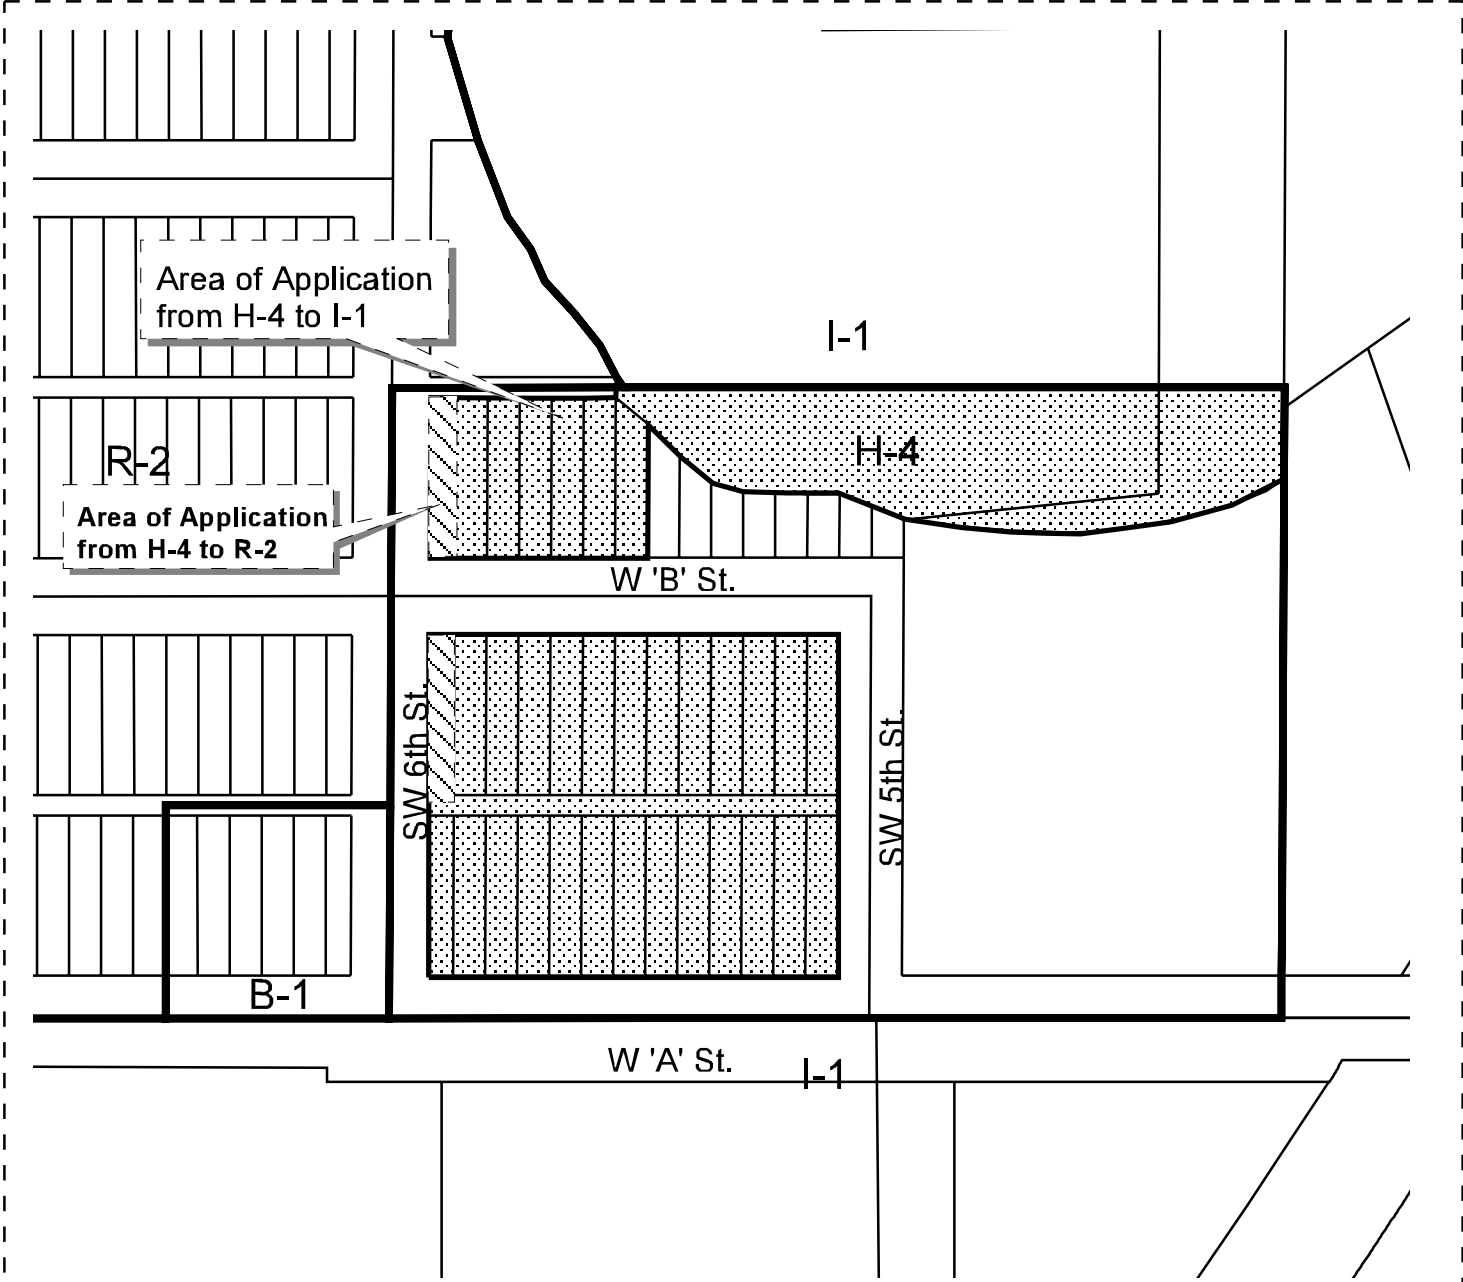 Area of Application
from H-4 to I-1
I-1
H-4
R-2
Area of Application
from H-4 to R-2
W 'B' St.
SW 6th St.
SW 5th St.
B-1
W 'A' St.
I-1